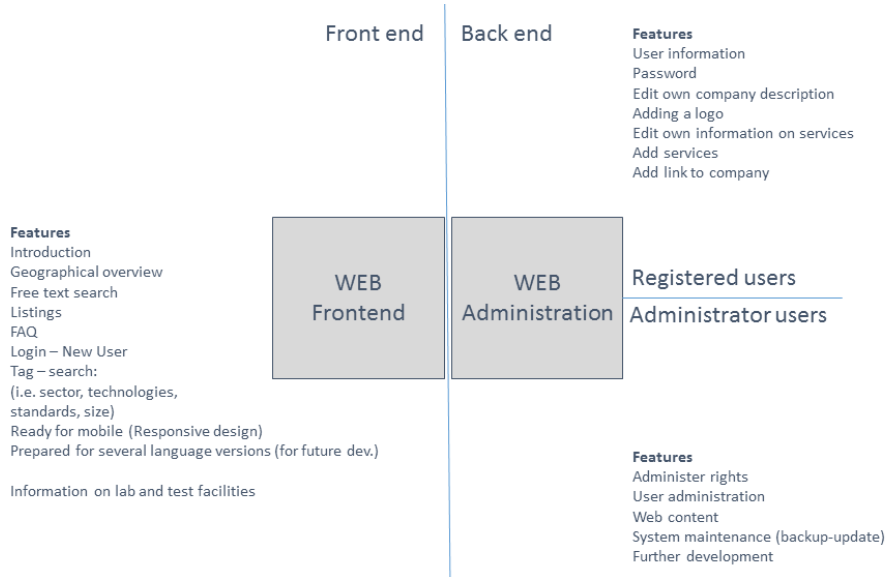 Front end
Back end
Features
User information
Password
Edit own company description
Adding a logo
Edit own information on services
Add services
Add link to company
Features
Introduction
Geographical overview
Free text search
Listings
FAQ
Login – New User
Tag – search:
(i.e. sector, technologies,
standards, size)
Ready for mobile (Responsive design)
Prepared for several language versions (for future dev.)
Information on lab and test facilities
WEB
Frontend
WEB
Administration
Registered users
Administrator users
Features
Administer rights
User administration
Web content
System maintenance (backup-update)
Further development